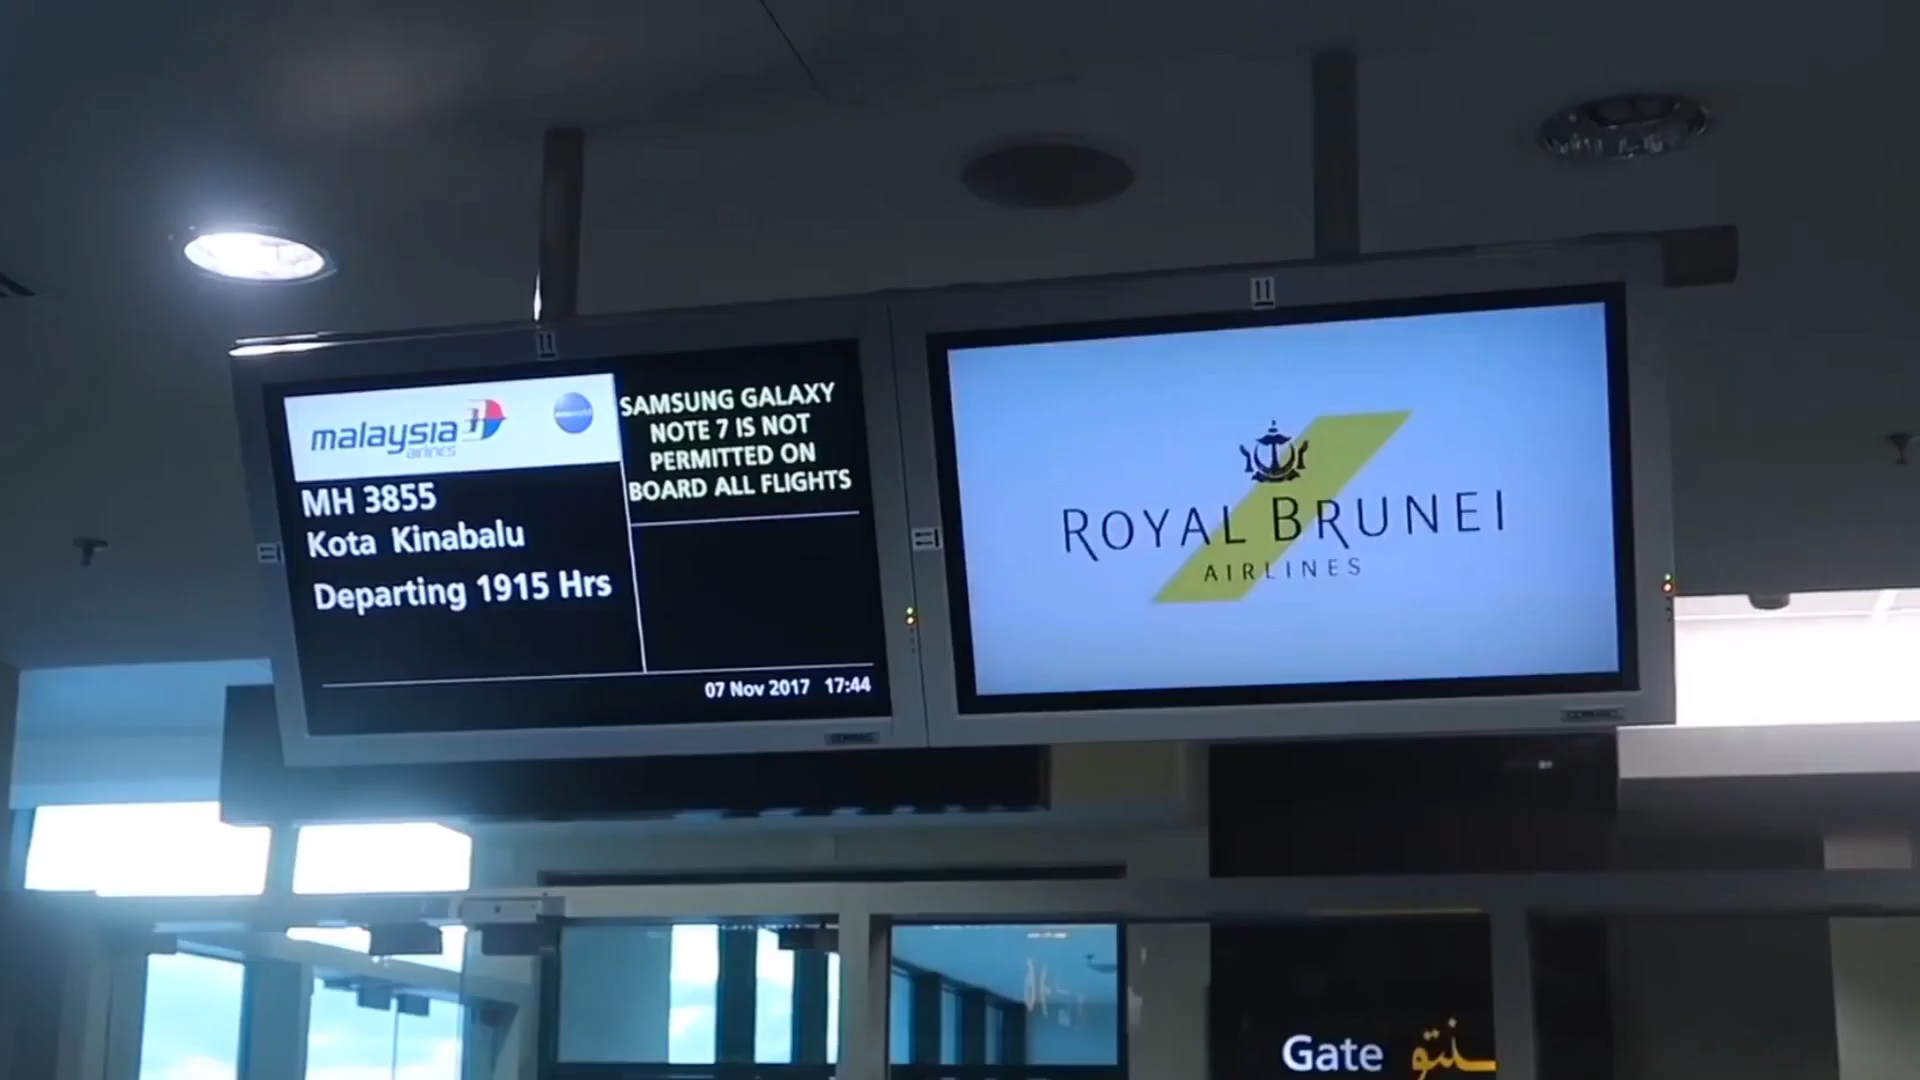 malaysia
airlines
MH 3855
Kota Kinabalu
Departing 1915 Hrs
SAMSUNG GALAXY
NOTE 7 IS NOT
PERMITTED ON
BOARD ALL FLIGHTS
07 Nov 2017 17:44
ROYAL BRUNEI
AIRLINES
Gate